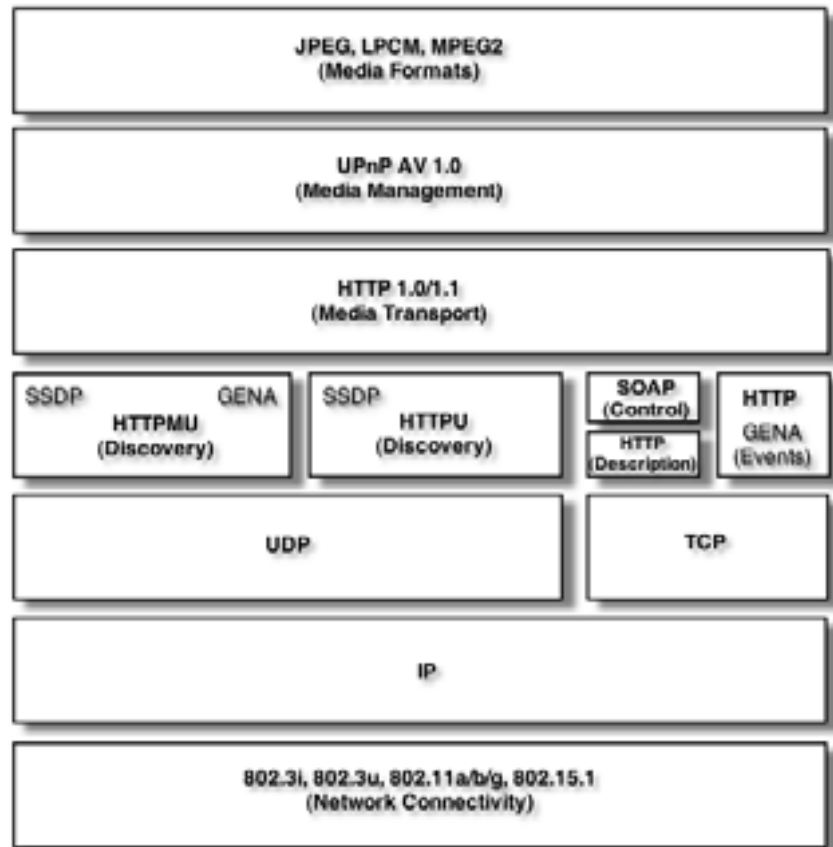 JPEG, LPCM, MPEG2
(Media Formats)
UPnP AV 1.0
(Media Management)
HTTP 1.0/1.1
(Media Transport)
SSDP GENA
HTTPMU
(Discovery)
SSDP
HTTPU
(Discovery)
SOAP
(Control)
HTTP
(Description)
HTTP
GENA
(Events)
UDP
TCP
IP
802.3i, 802.3u, 802.11a/b/g, 802.15.1
(Network Connectivity)